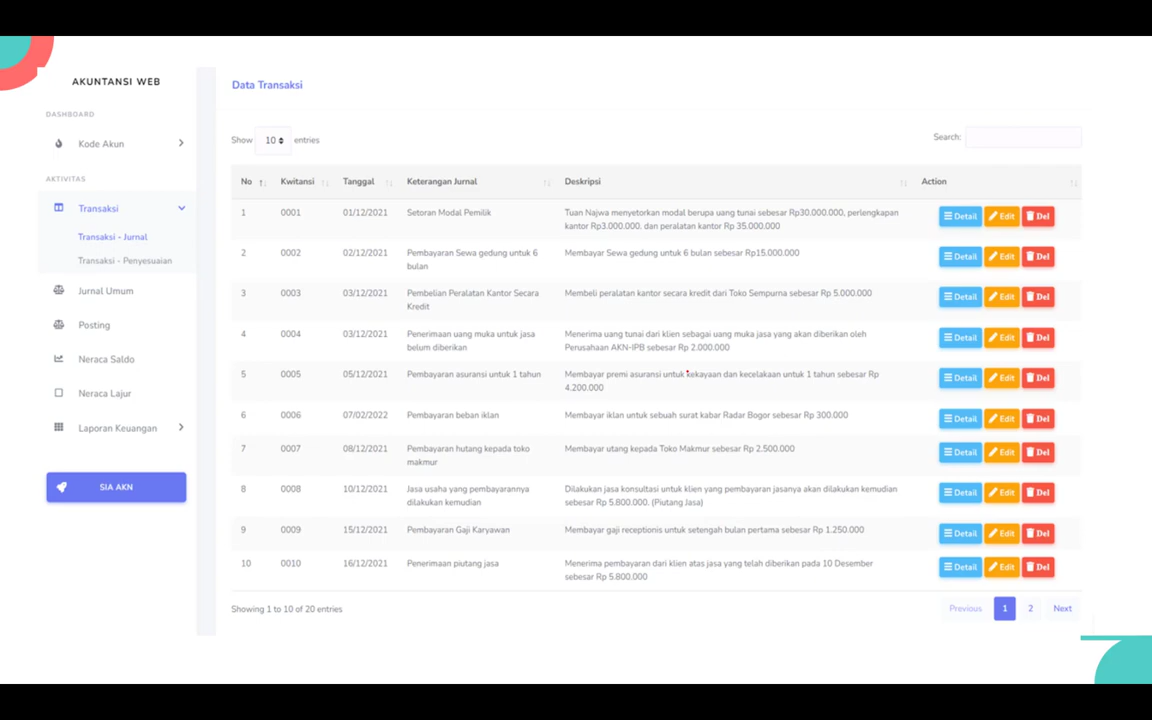 AKUNTANSI WEB
DASHBOARD
Kode Akun
AKTIVITAS
Transaksi
Transaksi - Jurnal
Transaksi - Penyesuaian
Jurnal Umum
Posting
Neraca Saldo
Neraca Lajur
Laporan Keuangan
SIA AKN
Data Transaksi
Show 10 entries
Search:
No Kwitansi Tanggal Keterangan Jurnal Deskripsi Action
1 0001 01/12/2021 Setoran Modal Pemilik Tuan Najwa menyetorkan modal berupa uang tunai sebesar Rp30.000.000, perlengkapan
kantor Rp3.000.000. dan peralatan kantor Rp 35.000.000 Detail Edit Del
2 0002 02/12/2021 Pembayaran Sewa gedung untuk 6
bulan Membayar Sewa gedung untuk 6 bulan sebesar Rp15.000.000 Detail Edit Del
3 0003 03/12/2021 Pembelian Peralatan Kantor Secara
Kredit Membeli peralatan kantor secara kredit dari Toko Sempurna sebesar Rp 5.000.000 Detail Edit Del
4 0004 03/12/2021 Penerimaan uang muka untuk jasa
belum diberikan Menerima uang tunai dari klien sebagai uang muka jasa yang akan diberikan oleh
Perusahaan AKN-IPB sebesar Rp 2.000.000 Detail Edit Del
5 0005 05/12/2021 Pembayaran asuransi untuk 1 tahun Membayar premi asuransi untuk kekayaan dan kecelakaan untuk 1 tahun sebesar Rp
4.200.000 Detail Edit Del
6 0006 07/02/2022 Pembayaran beban iklan Membayar iklan untuk sebuah surat kabar Radar Bogor sebesar Rp 300.000 Detail Edit Del
7 0007 08/12/2021 Pembayaran hutang kepada toko
makmur Membayar utang kepada Toko Makmur sebesar Rp 2.500.000 Detail Edit Del
8 0008 10/12/2021 Jasa usaha yang pembayarannya
dilakukan kemudian Dilakukan jasa konsultasi untuk klien yang pembayaran jasanya akan dilakukan kemudian
sebesar Rp 5.800.000. (Piutang Jasa) Detail Edit Del
9 0009 15/12/2021 Pembayaran Gaji Karyawan Membayar gaji receptionis untuk setengah bulan pertama sebesar Rp 1.250.000 Detail Edit Del
10 0010 16/12/2021 Penerimaan piutang jasa Menerima pembayaran dari klien atas jasa yang telah diberikan pada 10 Desember
sebesar Rp 5.800.000 Detail Edit Del
Showing 1 to 10 of 20 entries
Previous 1 2 Next